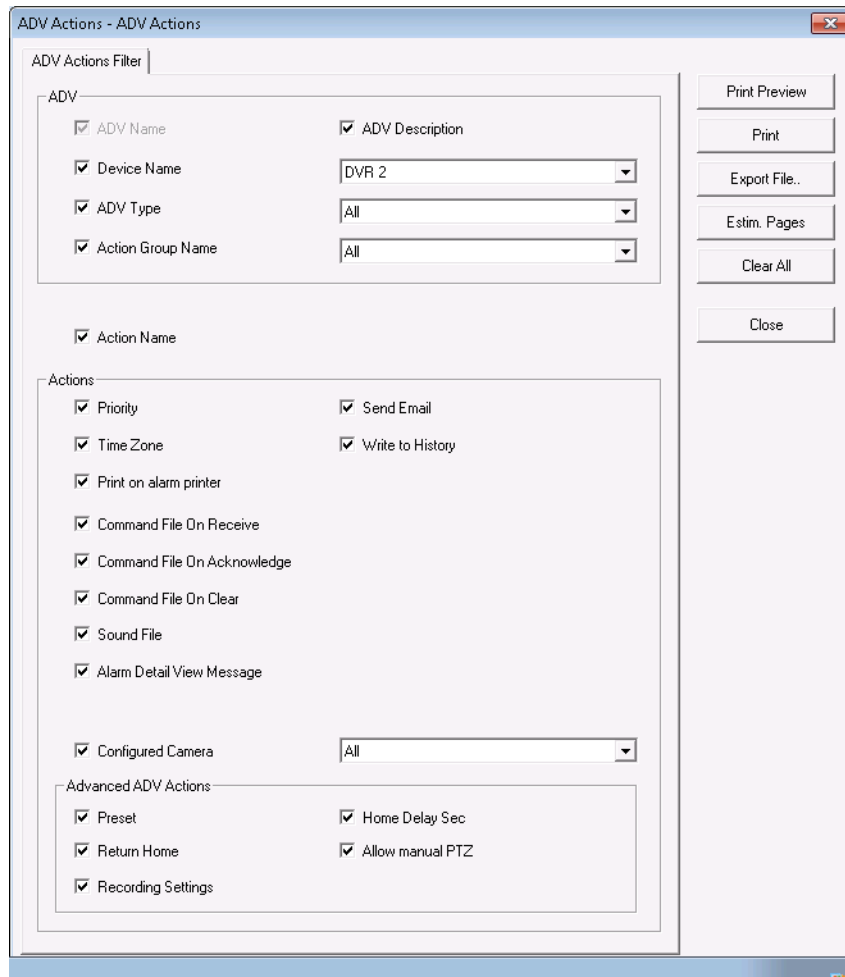 ADV Actions - ADV Actions
ADV Actions Filter
ADV
ADV Name
ADV Description
Device Name
DVR 2
ADV Type
All
Action Group Name
All
Action Name
Actions
Priority
Send Email
Time Zone
Write to History
Print on alarm printer
Command File On Receive
Command File On Acknowledge
Command File On Clear
Sound File
Alarm Detail View Message
Configured Camera
All
Advanced ADV Actions
Preset
Home Delay Sec
Return Home
Allow manual PTZ
Recording Settings
Print Preview
Print
Export File..
Estim. Pages
Clear All
Close